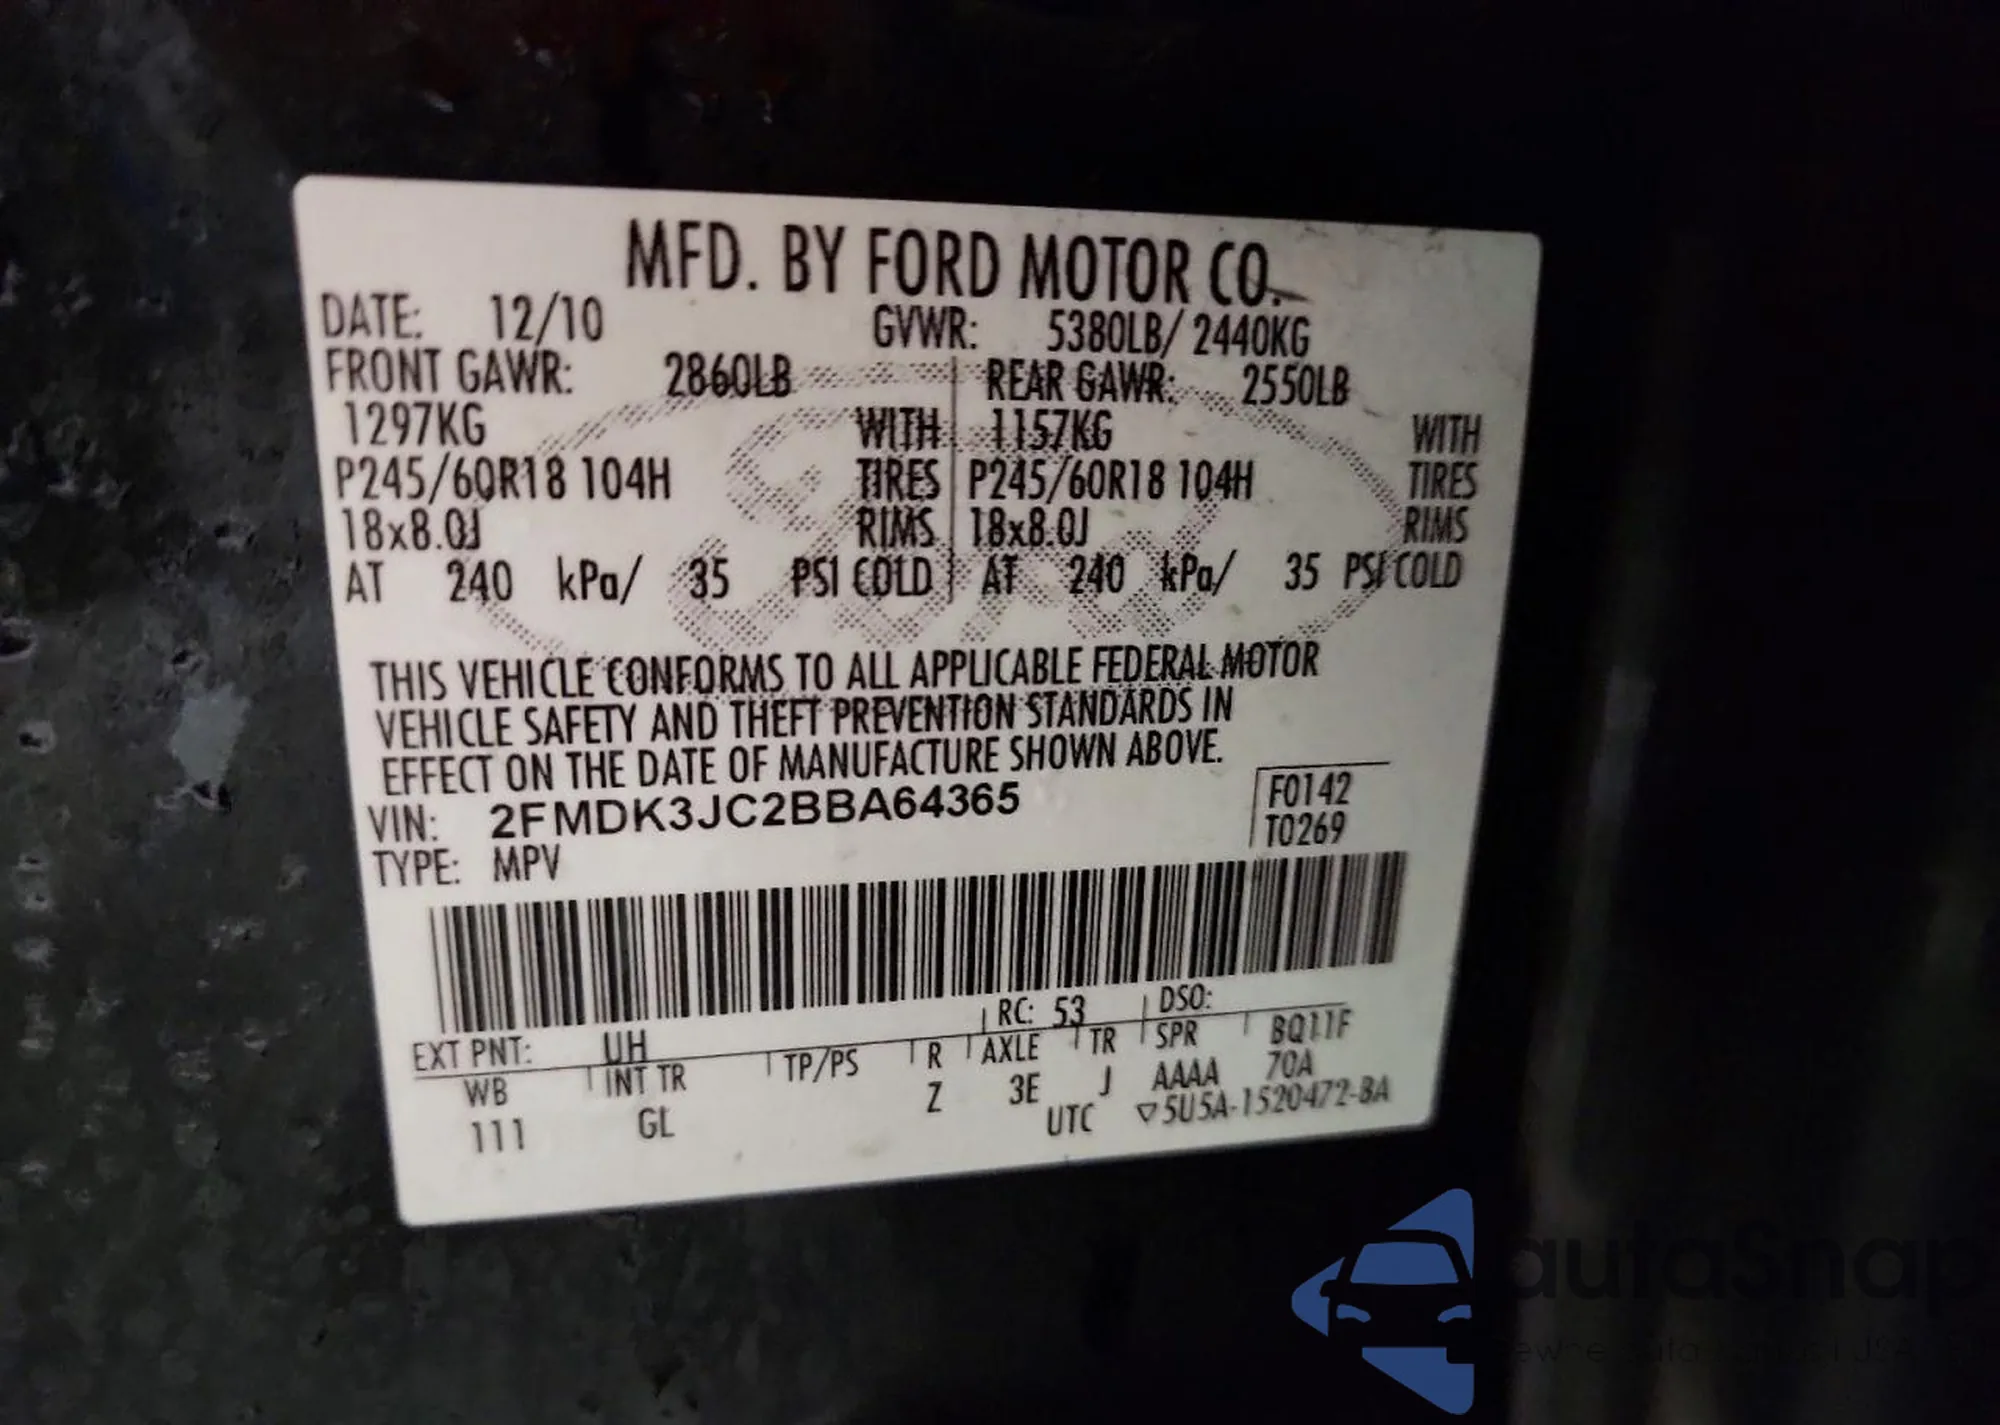 MFD. BY FORD MOTOR CO.
DATE: 12/10 GVWR: 5380LB/ 2440KG
FRONT GAWR: 2860LB REAR GAWR: 2550LB
1297KG WITH 1157KG WITH
P245/60R18 104H TIRES P245/60R18 104H TIRES
18x8.0J RIMS 18x8.0J RIMS
AT 240 kPa/ 35 PSI COLD AT 240 kPa/ 35 PSI COLD
THIS VEHICLE CONFORMS TO ALL APPLICABLE FEDERAL MOTOR
VEHICLE SAFETY AND THEFT PREVENTION STANDARDS IN
EFFECT ON THE DATE OF MANUFACTURE SHOWN ABOVE.
VIN: 2FMDK3JC2BBA64365 F0142
T0269
TYPE: MPV
RC: 53 DSO:
EXT PNT: UH BQ11F
WB INT TR TP/PS R AXLE TR SPR 70A
111 GL Z 3E J AAAA
UTC ▽5U5A-1520472-BA
autasnap